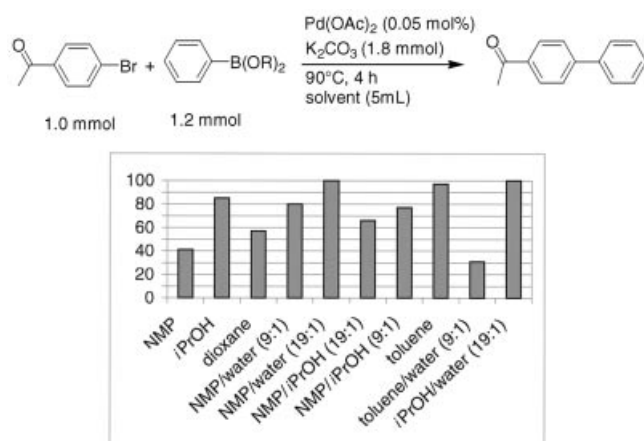 O
Br
+
B(OR)2
Pd(OAc)2 (0.05 mol%)
K2CO3 (1.8 mmol)
90°C, 4 h
solvent (5mL)
O
1.0 mmol
1.2 mmol
100
80
60
40
20
0
NMP
iPrOH
dioxane
NMP/water (9:1)
NMP/water (19:1)
NMP/iPrOH (19:1)
NMP/iPrOH (9:1)
toluene
toluene/water (9:1)
iPrOH/water (19:1)